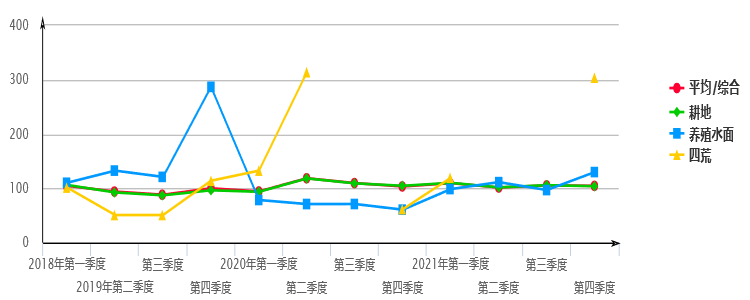 400
300
200
100
0
2018年第一季度
2019年第二季度
第三季度
第四季度
2020年第一季度
第二季度
第三季度
第四季度
2021年第一季度
第二季度
第三季度
第四季度
平均/综合
耕地
养殖水面
四荒